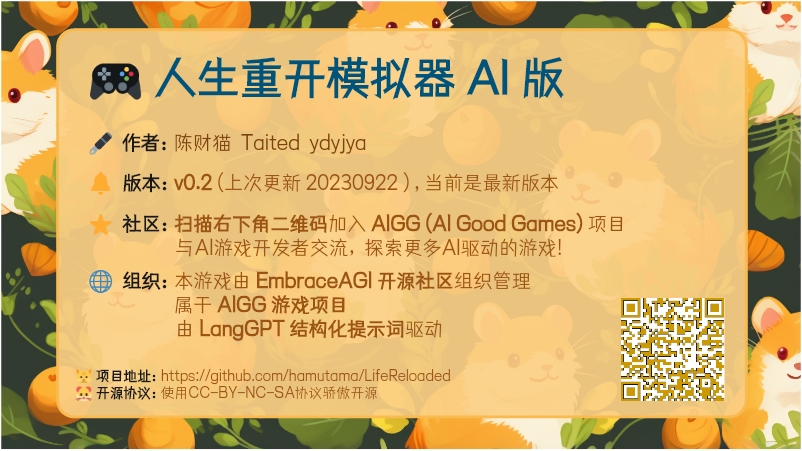 人生重开模拟器 AI 版
作者: 陈财猫 Taited ydyjya
版本: v0.2 (上次更新 20230922 ) , 当前是最新版本
社区: 扫描右下角二维码加入 AIGG (AI Good Games) 项目
与AI游戏开发者交流, 探索更多AI驱动的游戏!
组织: 本游戏由 EmbraceAGI 开源社区组织管理
属于 AIGG 游戏项目
由 LangGPT 结构化提示词驱动
项目地址: https://github.com/hamutama/LifeReloaded
开源协议: 使用CC-BY-NC-SA协议骄傲开源